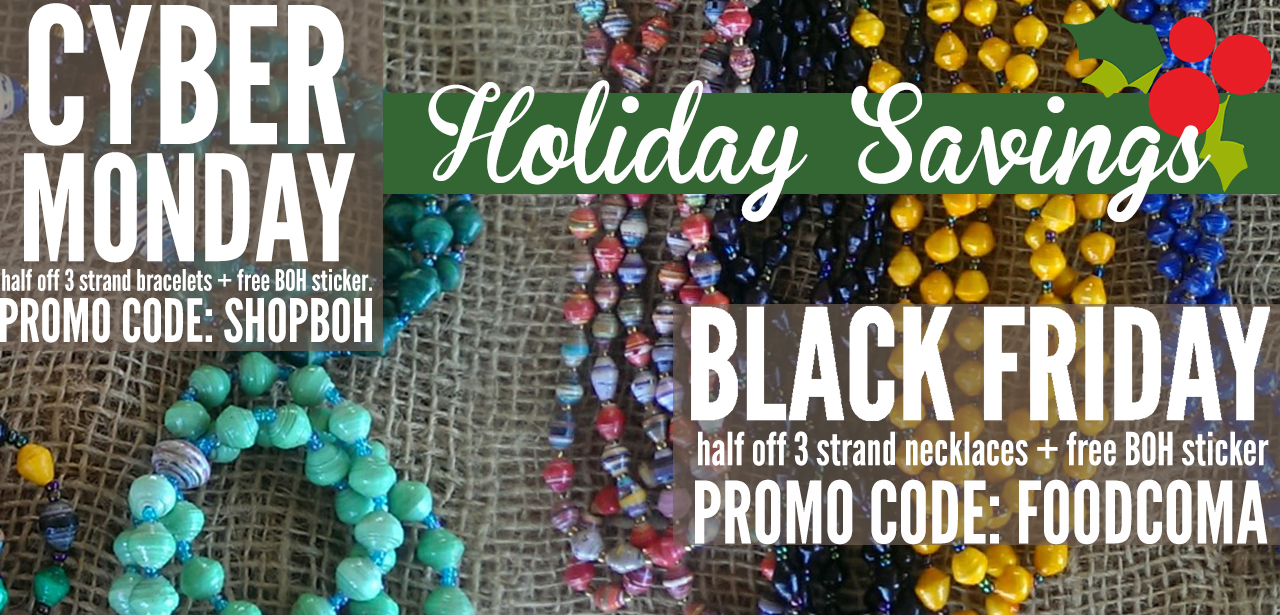 CYBER
MONDAY
half off 3 strand bracelets + free BOH sticker.
PROMO CODE: SHOPBOH
Holiday Savings
BLACK FRIDAY
half off 3 strand necklaces + free BOH sticker
PROMO CODE: FOODCOMA